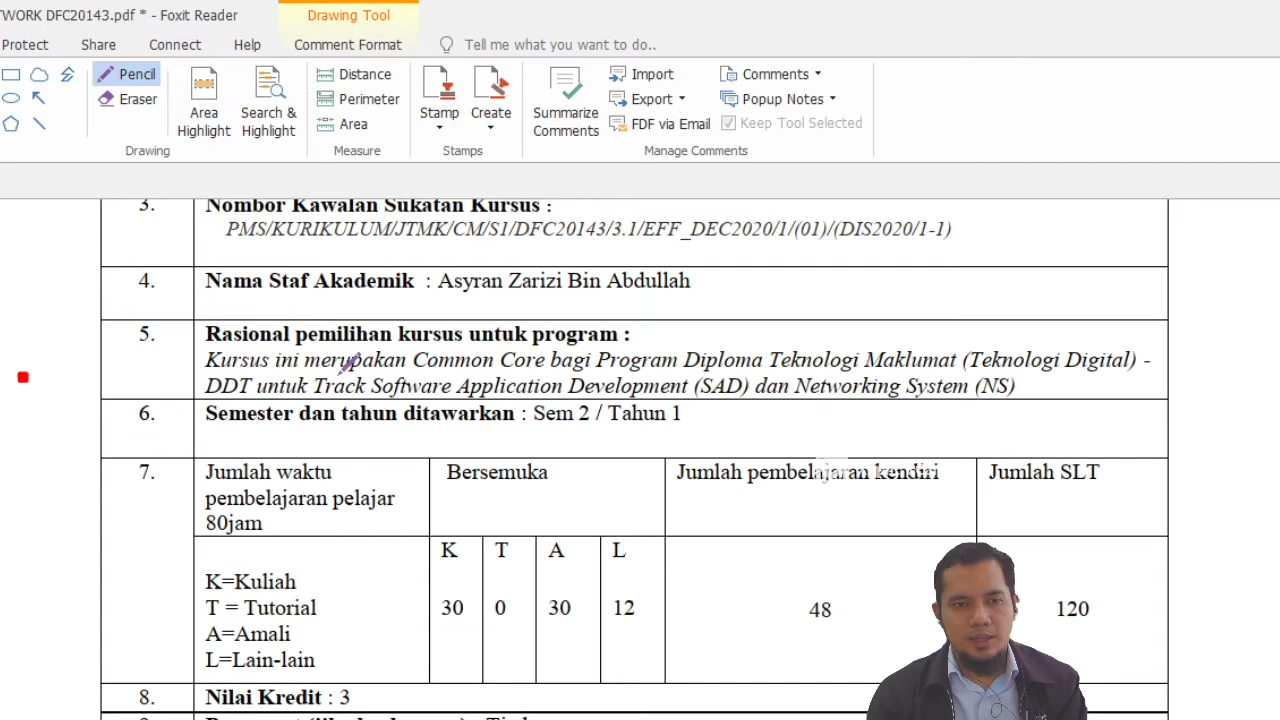 TWORK DFC20143.pdf * - Foxit Reader
Drawing Tool
Protect Share Connect Help Comment Format Tell me what you want to do..
Pencil
Eraser
Drawing
Area Highlight
Search & Highlight
Distance
Perimeter
Area
Measure
Stamp
Create
Stamps
Summarize Comments
Import
Export
FDF via Email
Comments
Popup Notes
Keep Tool Selected
Manage Comments
3. Nombor Kawalan Sukatan Kursus :
PMS/KURIKULUM/JTMK/CM/S1/DFC20143/3.1/EFF_DEC2020/1/(01)/(DIS2020/1-1)
4. Nama Staf Akademik : Asyran Zarizi Bin Abdullah
5. Rasional pemilihan kursus untuk program :
Kursus ini merupakan Common Core bagi Program Diploma Teknologi Maklumat (Teknologi Digital) -
DDT untuk Track Software Application Development (SAD) dan Networking System (NS)
6. Semester dan tahun ditawarkan : Sem 2 / Tahun 1
7. Jumlah waktu pembelajaran pelajar 80jam
Bersemuka
Jumlah pembelajaran kendiri
Jumlah SLT
K=Kuliah
T = Tutorial
A=Amali
L=Lain-lain
K T A L
30 0 30 12
48
120
8. Nilai Kredit : 3